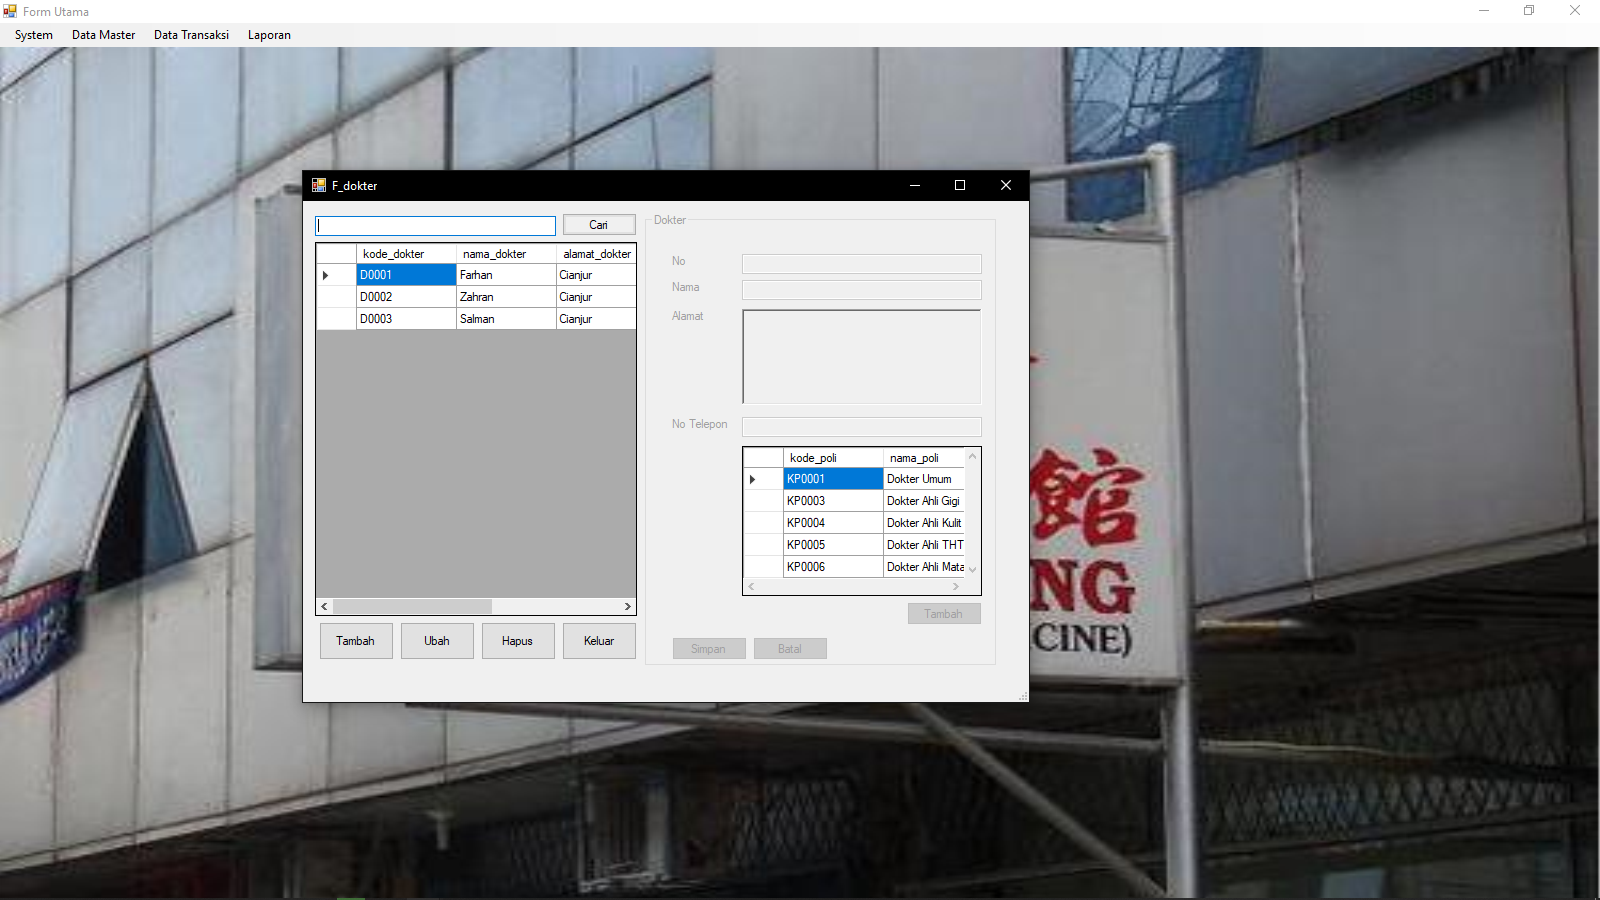 Form Utama
System Data Master Data Transaksi Laporan
F_dokter
Cari
kode_dokter nama_dokter alamat_dokter
D0001 Farhan Cianjur
D0002 Zahran Cianjur
D0003 Salman Cianjur
Tambah Ubah Hapus Keluar
Dokter
No
Nama
Alamat
No Telepon
kode_poli nama_poli
KP0001 Dokter Umum
KP0003 Dokter Ahli Gigi
KP0004 Dokter Ahli Kulit
KP0005 Dokter Ahli THT
KP0006 Dokter Ahli Mata
Tambah
Simpan Batal
館
NG
CINE)